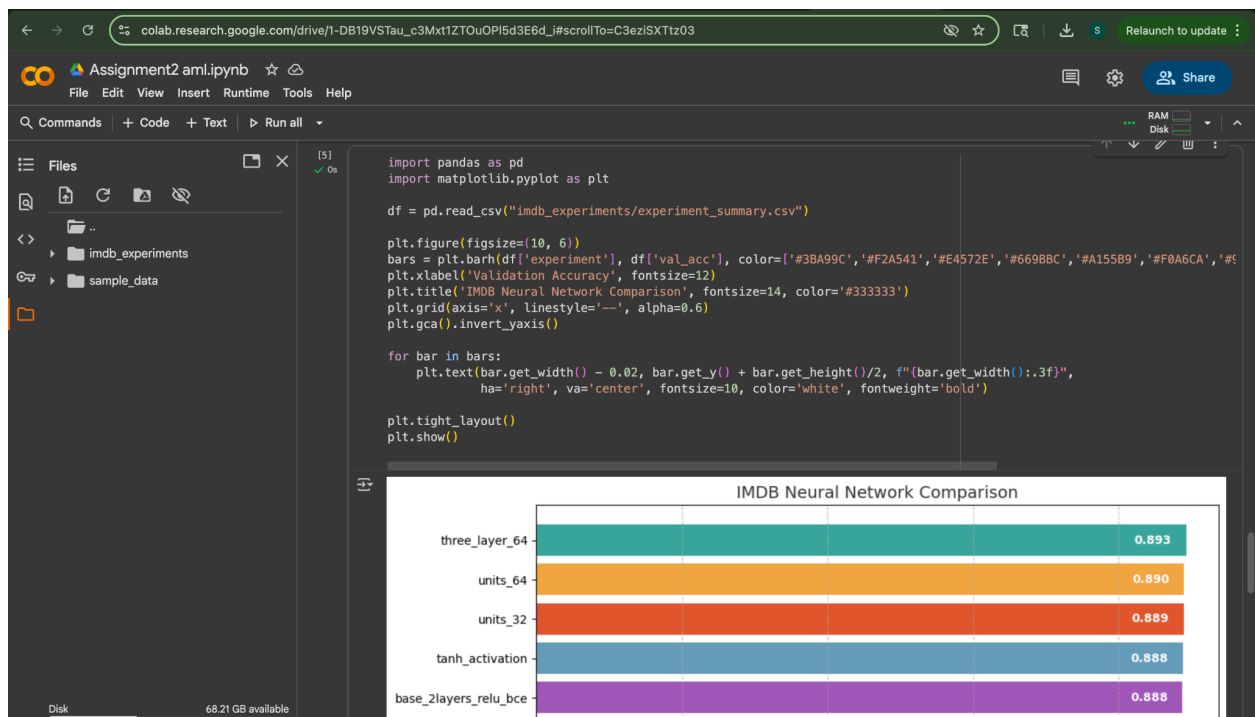 colab.research.google.com/drive/1-DB19VSTau_c3Mxt1ZTOuOPl5d3E6d_i#scrollTo=C3eziSXTtz03
S
Relaunch to update
CO
Assignment2 aml.ipynb
File Edit View Insert Runtime Tools Help
Share
Commands + Code + Text Run all
RAM
Disk
Files
..
imdb_experiments
sample_data
Disk 68.21 GB available
[5]
0s
import pandas as pd
import matplotlib.pyplot as plt
df = pd.read_csv("imdb_experiments/experiment_summary.csv")
plt.figure(figsize=(10, 6))
bars = plt.barh(df['experiment'], df['val_acc'], color=['#3BA99C','#F2A541','#E4572E','#669BBC','#A155B9','#F0A6CA','#9
plt.xlabel('Validation Accuracy', fontsize=12)
plt.title('IMDB Neural Network Comparison', fontsize=14, color='#333333')
plt.grid(axis='x', linestyle='--', alpha=0.6)
plt.gca().invert_yaxis()
for bar in bars:
plt.text(bar.get_width() - 0.02, bar.get_y() + bar.get_height()/2, f"{bar.get_width():.3f}",
ha='right', va='center', fontsize=10, color='white', fontweight='bold')
plt.tight_layout()
plt.show()
IMDB Neural Network Comparison
three_layer_64 0.893
units_64 0.890
units_32 0.889
tanh_activation 0.888
base_2layers_relu_bce 0.888